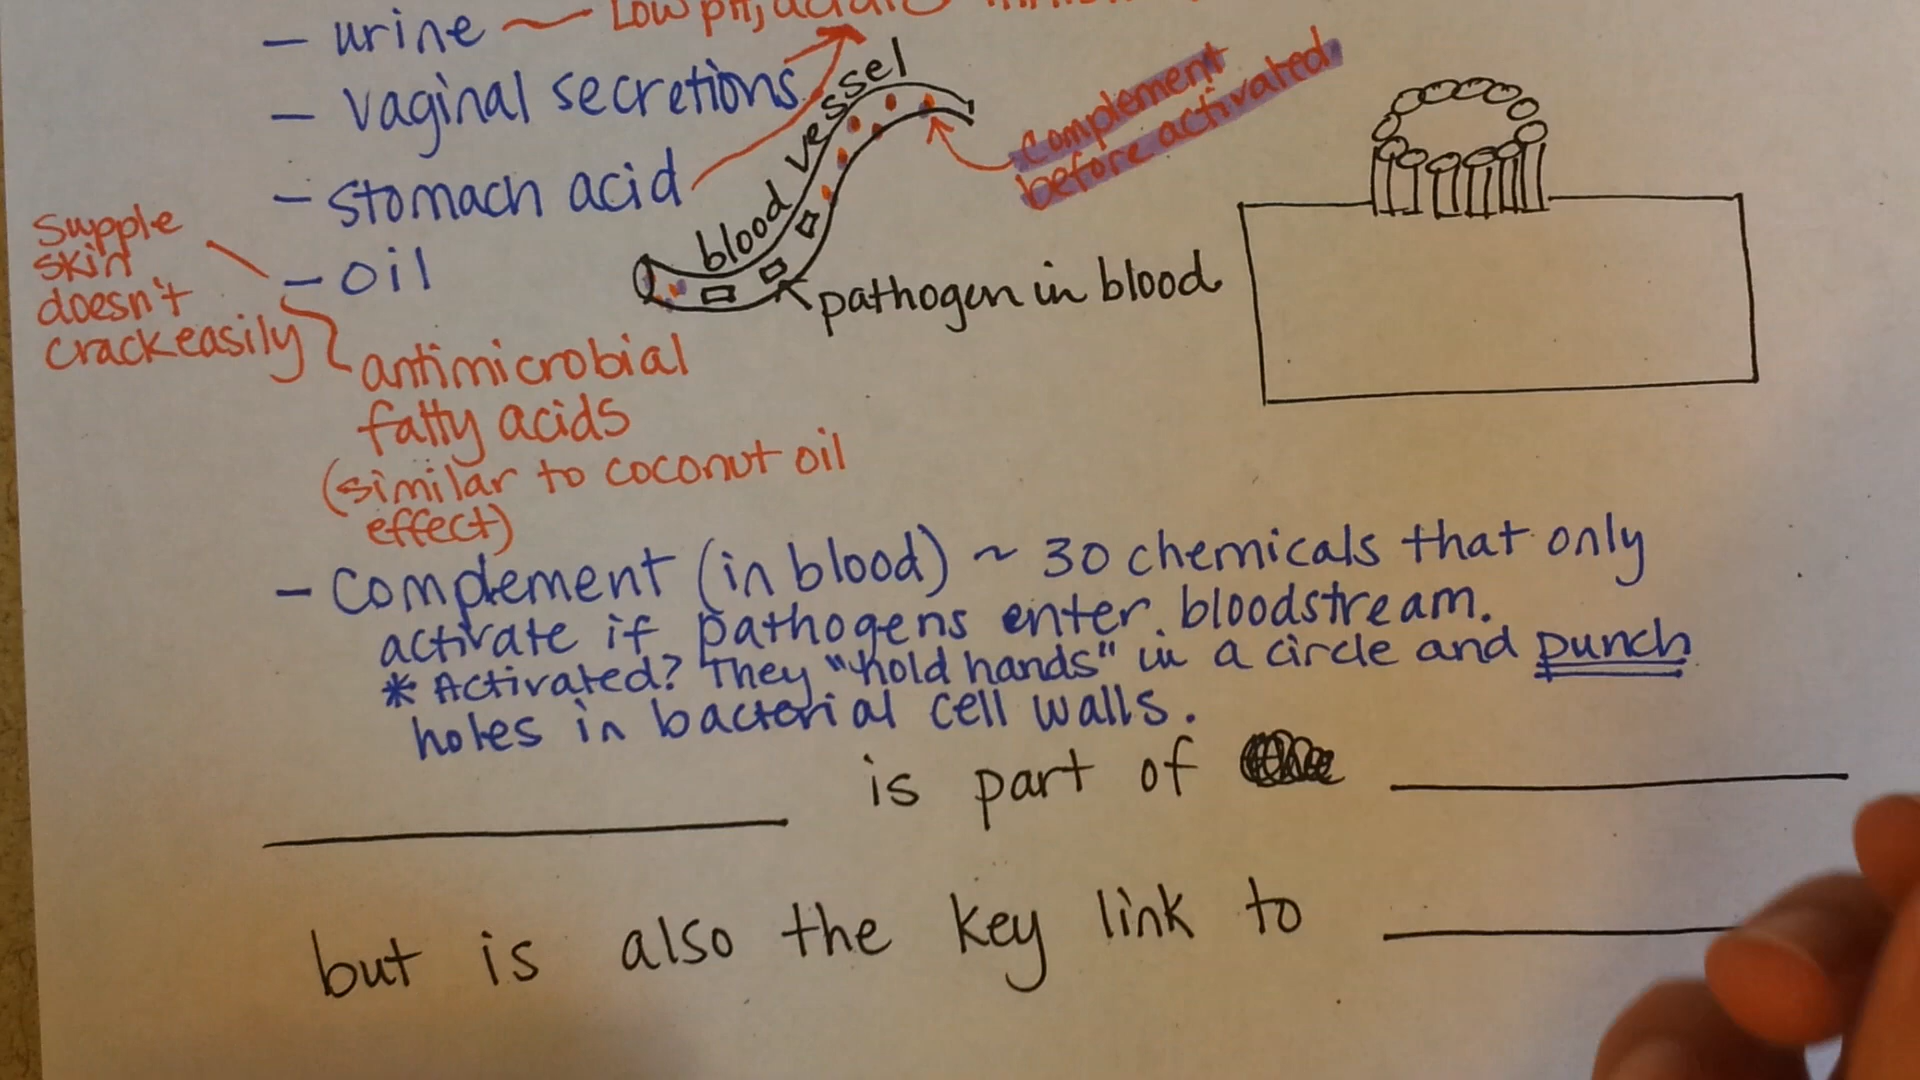 - urine ~ Low pH, acidic
- vaginal secretions
- stomach acid
- oil
supple
skin
doesn't
crack easily
antimicrobial
fatty acids
(similar to coconut oil
effect)
blood vessel
complement
before activated
pathogen in blood
- Complement (in blood) ~ 30 chemicals that only
activate if pathogens enter bloodstream.
* Activated? They "hold hands" in a circle and punch
holes in bacterial cell walls.
is part of
but is also the key link to